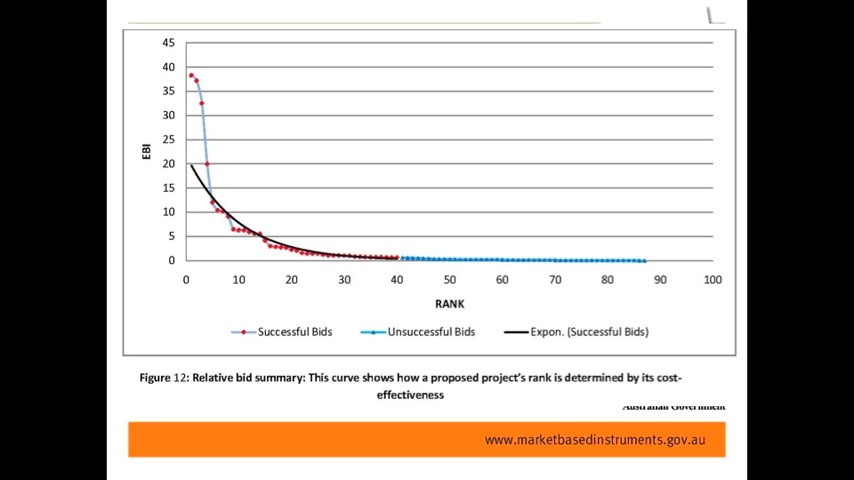 45
40
35
30
25
20
15
10
5
0
EBI
0 10 20 30 40 50 60 70 80 90 100
RANK
Successful Bids Unsuccessful Bids Expon. (Successful Bids)
Figure 12: Relative bid summary: This curve shows how a proposed project's rank is determined by its cost-
effectiveness
Australian Government
www.marketbasedinstruments.gov.au